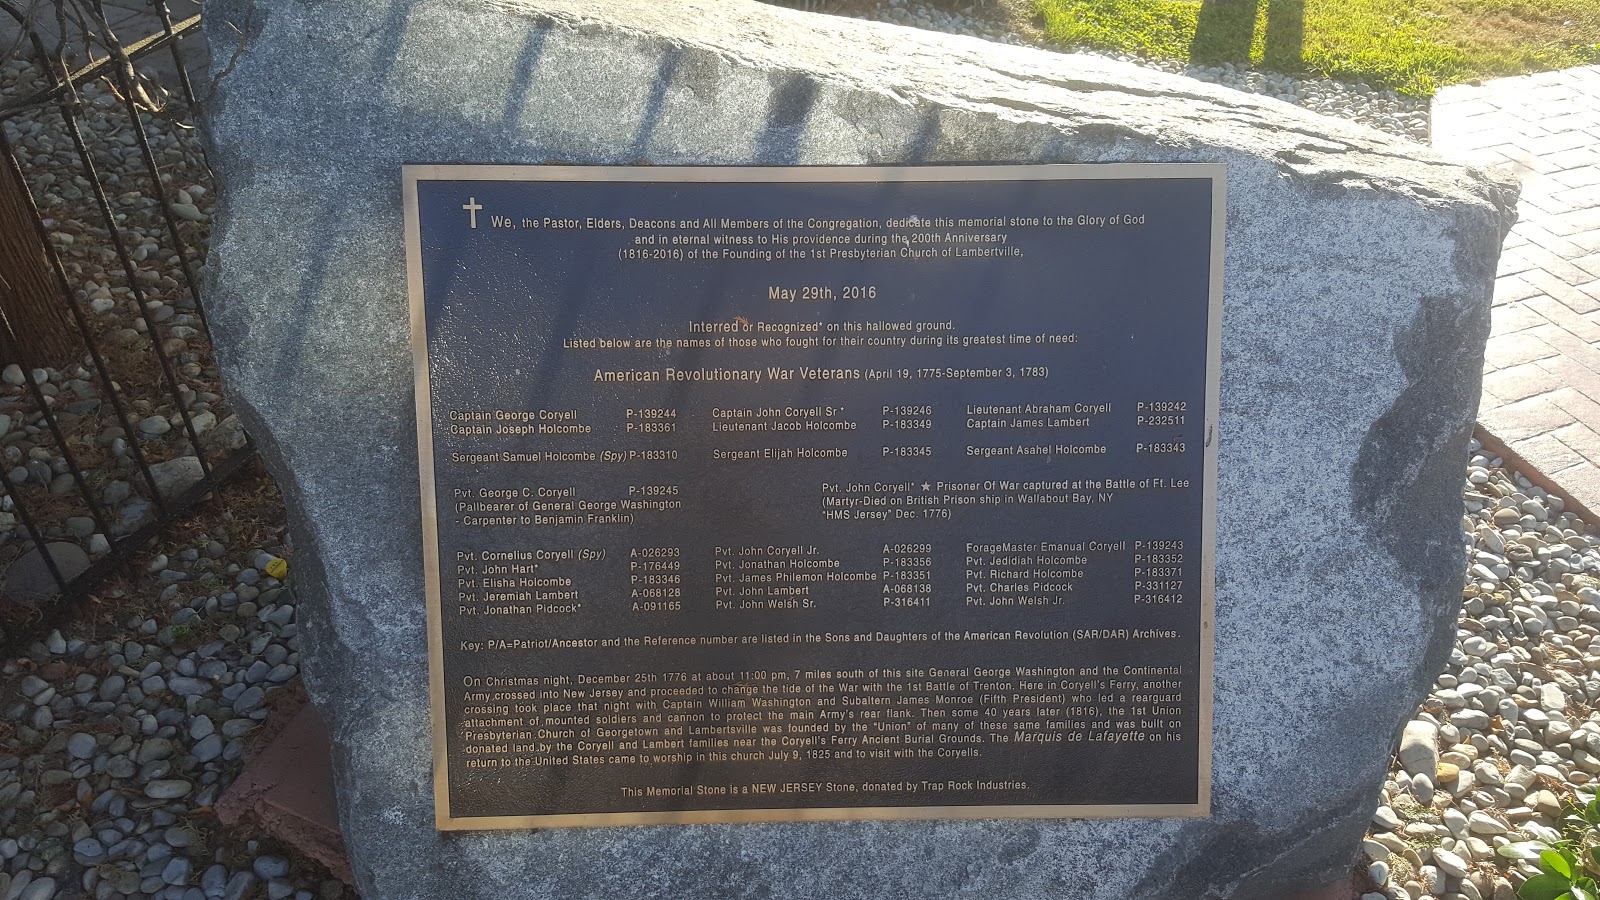 We, the Pastor, Elders, Deacons and All Members of the Congregation, dedicate this memorial stone to the Glory of God
and in eternal witness to His providence during the 200th Anniversary
(1816-2016) of the Founding of the 1st Presbyterian Church of Lambertville,
May 29th, 2016
Interred or Recognized* on this hallowed ground.
Listed below are the names of those who fought for their country during its greatest time of need:
American Revolutionary War Veterans (April 19, 1775-September 3, 1783)
Captain George Coryell P-139244 Captain John Coryell Sr * P-139246 Lieutenant Abraham Coryell P-139242
Captain Joseph Holcombe P-183361 Lieutenant Jacob Holcombe P-183349 Captain James Lambert P-232511
Sergeant Samuel Holcombe (Spy) P-183310 Sergeant Elijah Holcombe P-183345 Sergeant Asahel Holcombe P-183343
Pvt. George C. Coryell P-139245
(Pallbearer of General George Washington
- Carpenter to Benjamin Franklin)
Pvt. John Coryell* ★ Prisoner Of War captured at the Battle of Ft. Lee
(Martyr-Died on British Prison ship in Wallabout Bay, NY
"HMS Jersey" Dec. 1776)
Pvt. Cornelius Coryell (Spy) A-026293 Pvt. John Coryell Jr. A-026299 ForageMaster Emanual Coryell P-139243
Pvt. John Hart* P-176449 Pvt. Jonathan Holcombe P-183356 Pvt. Jedidiah Holcombe P-183352
Pvt. Elisha Holcombe P-183346 Pvt. James Philemon Holcombe P-183351 Pvt. Richard Holcombe P-183371
Pvt. Jeremiah Lambert A-068128 Pvt. John Lambert A-068138 Pvt. Charles Pidcock P-331127
Pvt. Jonathan Pidcock* A-091165 Pvt. John Welsh Sr. P-316411 Pvt. John Welsh Jr. P-316412
Key: P/A=Patriot/Ancestor and the Reference number are listed in the Sons and Daughters of the American Revolution (SAR/DAR) Archives.
On Christmas night, December 25th 1776 at about 11:00 pm, 7 miles south of this site General George Washington and the Continental
Army crossed into New Jersey and proceeded to change the tide of the War with the 1st Battle of Trenton. Here in Coryell's Ferry, another
crossing took place that night with Captain William Washington and Subaltern James Monroe (Fifth President) who led a rearguard
attachment of mounted soldiers and cannon to protect the main Army's rear flank. Then some 40 years later (1816), the 1st Union
Presbyterian Church of Georgetown and Lambertsville was founded by the "Union" of many of these same families and was built on
donated land by the Coryell and Lambert families near the Coryell's Ferry Ancient Burial Grounds. The Marquis de Lafayette on his
return to the United States came to worship in this church July 9, 1825 and to visit with the Coryells.
This Memorial Stone is a NEW JERSEY Stone, donated by Trap Rock Industries.